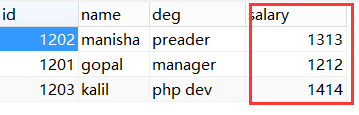 id name deg salary
1202 manisha preader 1313
1201 gopal manager 1212
1203 kalil php dev 1414